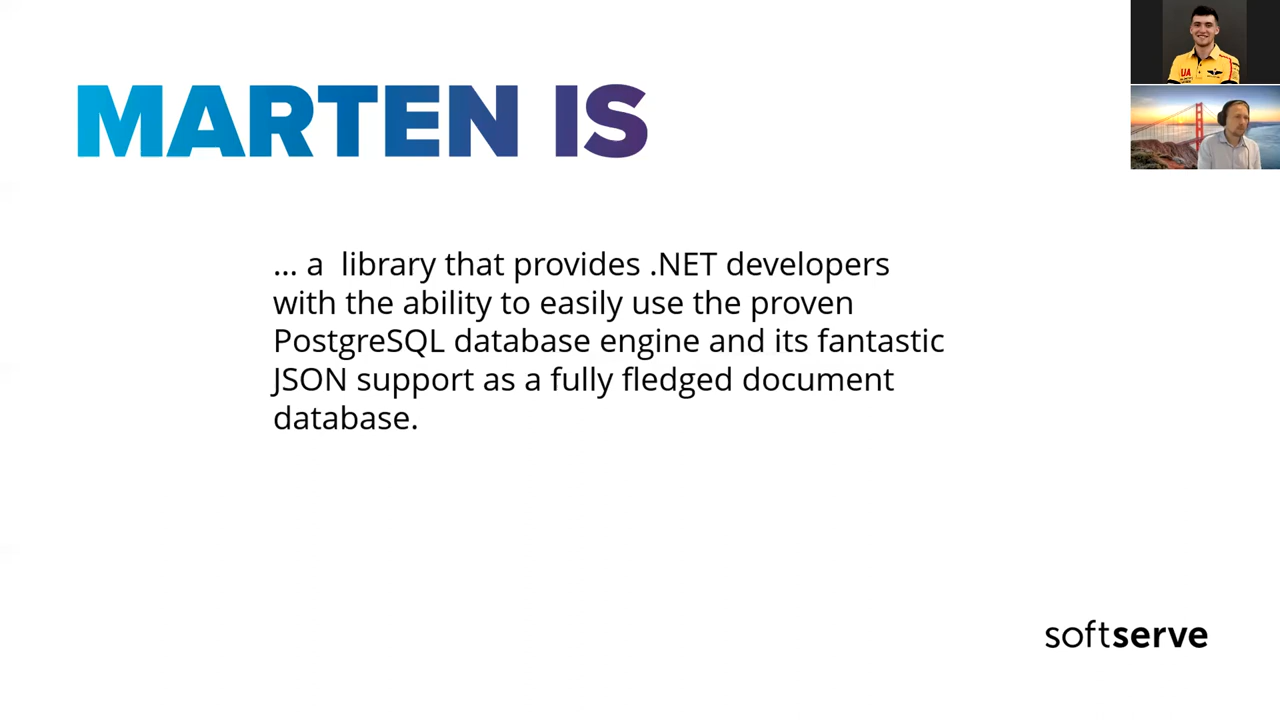 MARTEN IS
... a  library that provides .NET developers
with the ability to easily use the proven
PostgreSQL database engine and its fantastic
JSON support as a fully fledged document
database.
softserve
UA